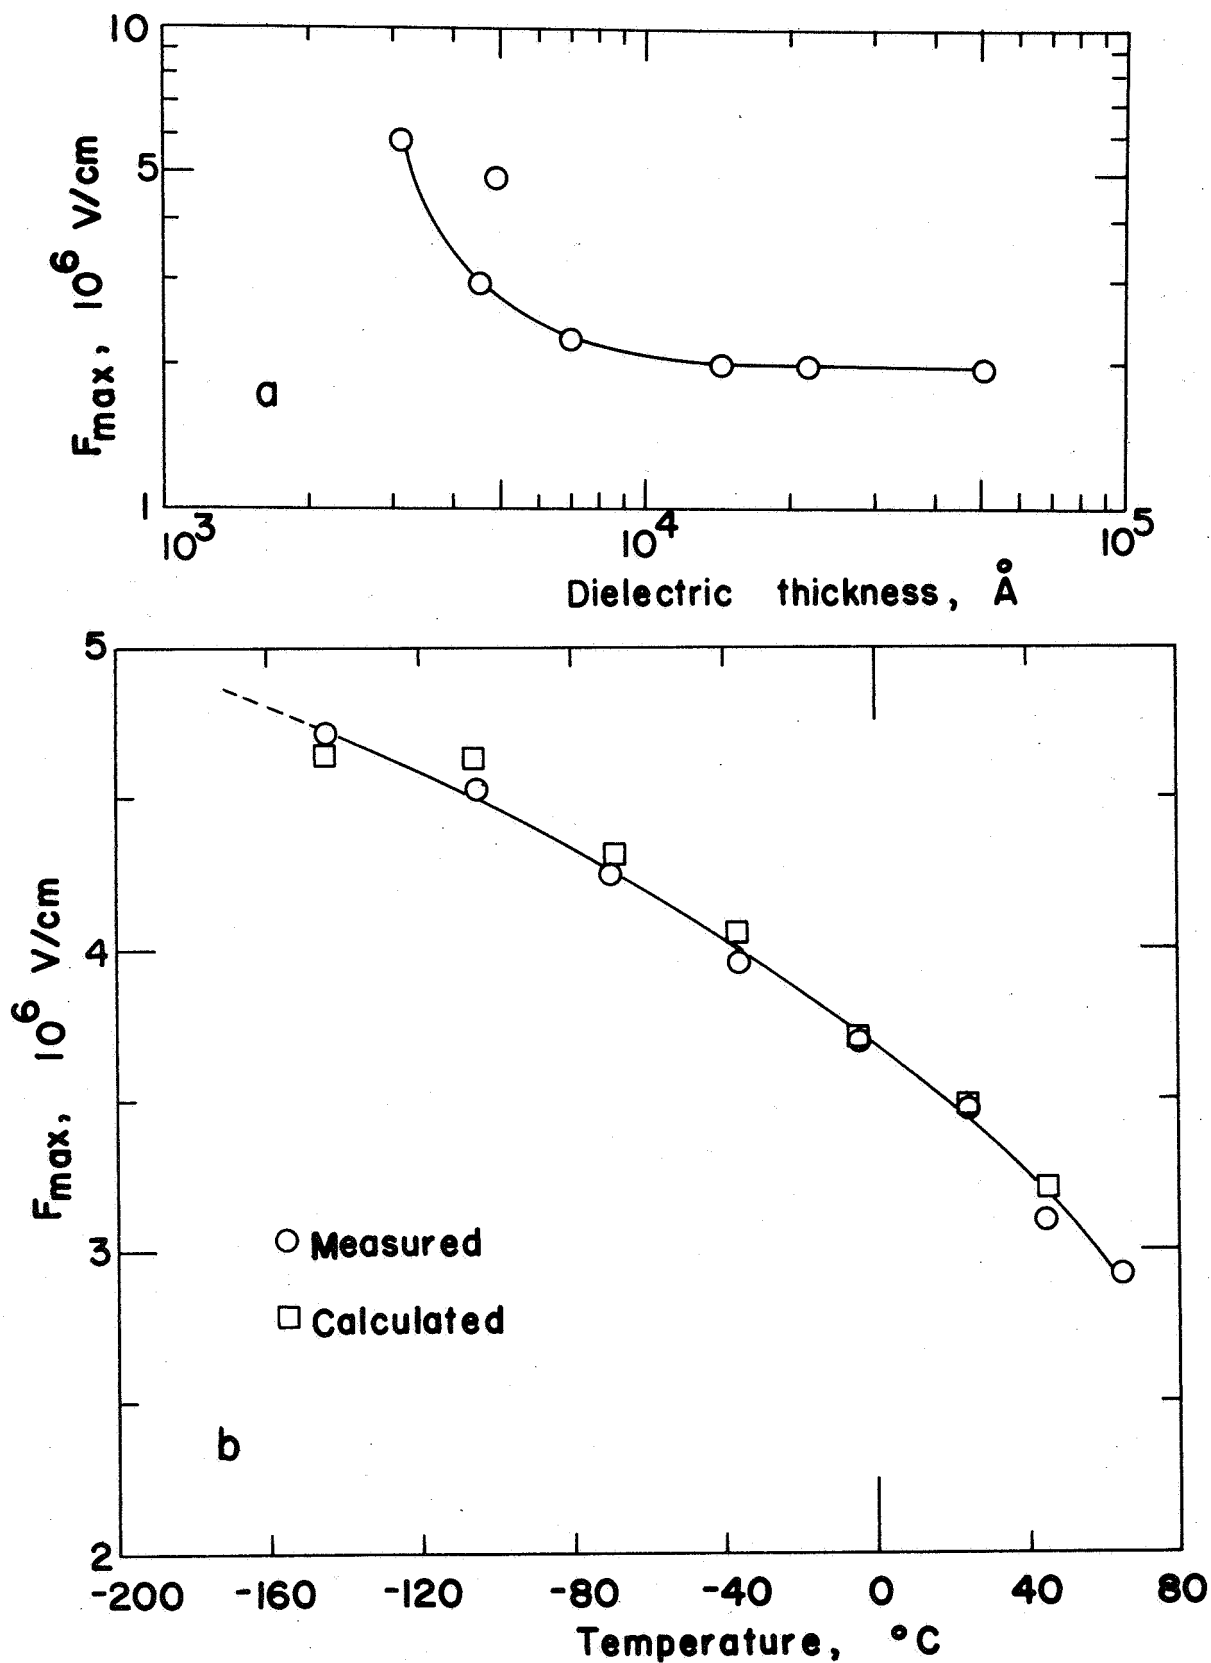 10
5
1
F_max, 10^6 V/cm
a
10^3 10^4 10^5
Dielectric thickness, Å
5
4
3
2
F_max, 10^6 V/cm
○ Measured
□ Calculated
b
-200 -160 -120 -80 -40 0 40 80
Temperature, °C